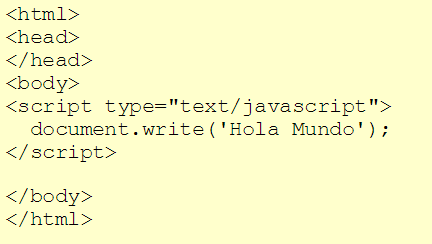 <html>
<head>
</head>
<body>
<script type="text/javascript">
  document.write('Hola Mundo');
</script>

</body>
</html>